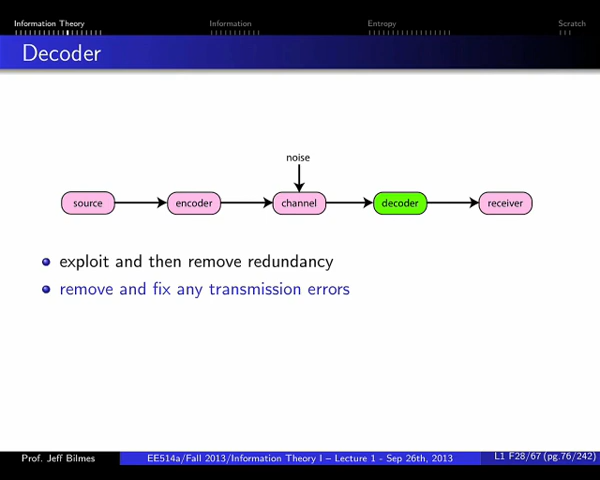 Information Theory Information Entropy Scratch
Decoder
noise
source encoder channel decoder receiver
exploit and then remove redundancy
remove and fix any transmission errors
Prof. Jeff Bilmes EE514a/Fall 2013/Information Theory I – Lecture 1 - Sep 26th, 2013 L1 F28/67 (pg.76/242)